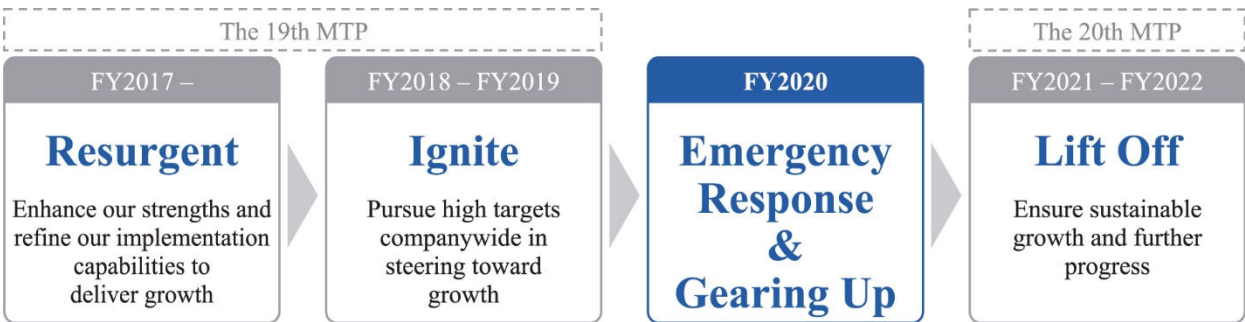 The 19th MTP
FY2017 –
Resurgent
Enhance our strengths and
refine our implementation
capabilities to
deliver growth
FY2018 – FY2019
Ignite
Pursue high targets
companywide in
steering toward
growth
FY2020
Emergency
Response
&
Gearing Up
The 20th MTP
FY2021 – FY2022
Lift Off
Ensure sustainable
growth and further
progress